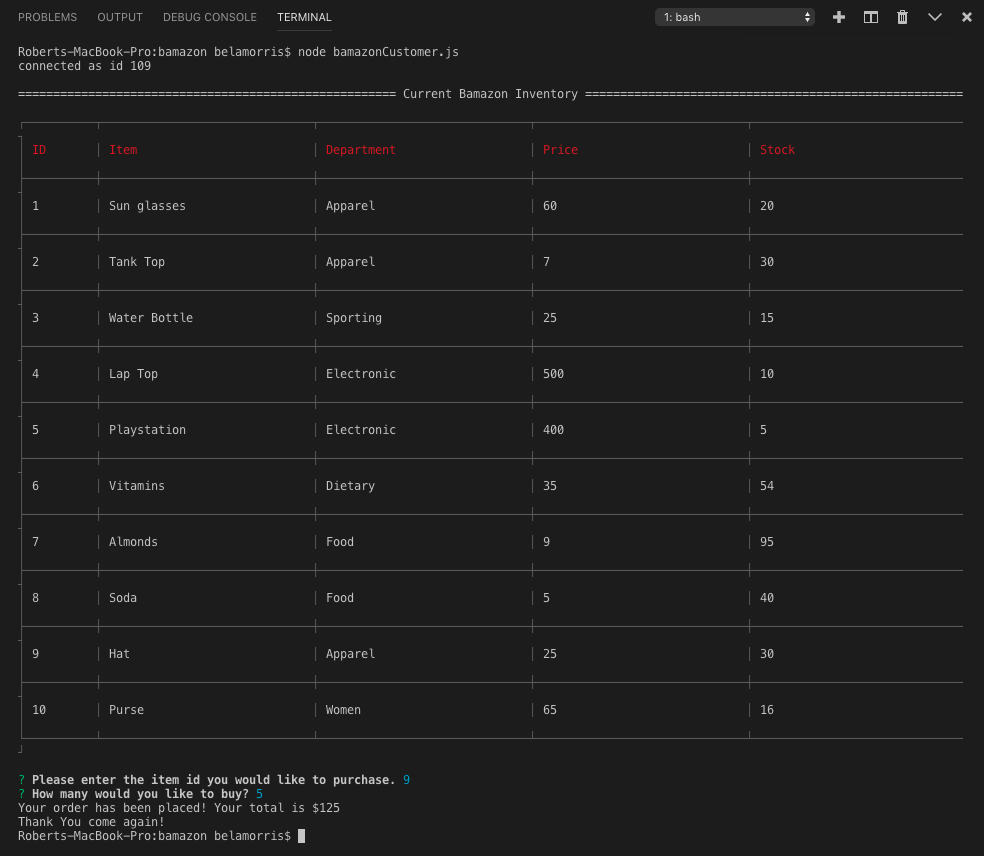 PROBLEMS OUTPUT DEBUG CONSOLE TERMINAL 1: bash
Roberts-MacBook-Pro:bamazon belamorris$ node bamazonCustomer.js
connected as id 109
====================================================== Current Bamazon Inventory ======================================================
ID Item Department Price Stock
1 Sun glasses Apparel 60 20
2 Tank Top Apparel 7 30
3 Water Bottle Sporting 25 15
4 Lap Top Electronic 500 10
5 Playstation Electronic 400 5
6 Vitamins Dietary 35 54
7 Almonds Food 9 95
8 Soda Food 5 40
9 Hat Apparel 25 30
10 Purse Women 65 16
? Please enter the item id you would like to purchase. 9
? How many would you like to buy? 5
Your order has been placed! Your total is $125
Thank You come again!
Roberts-MacBook-Pro:bamazon belamorris$